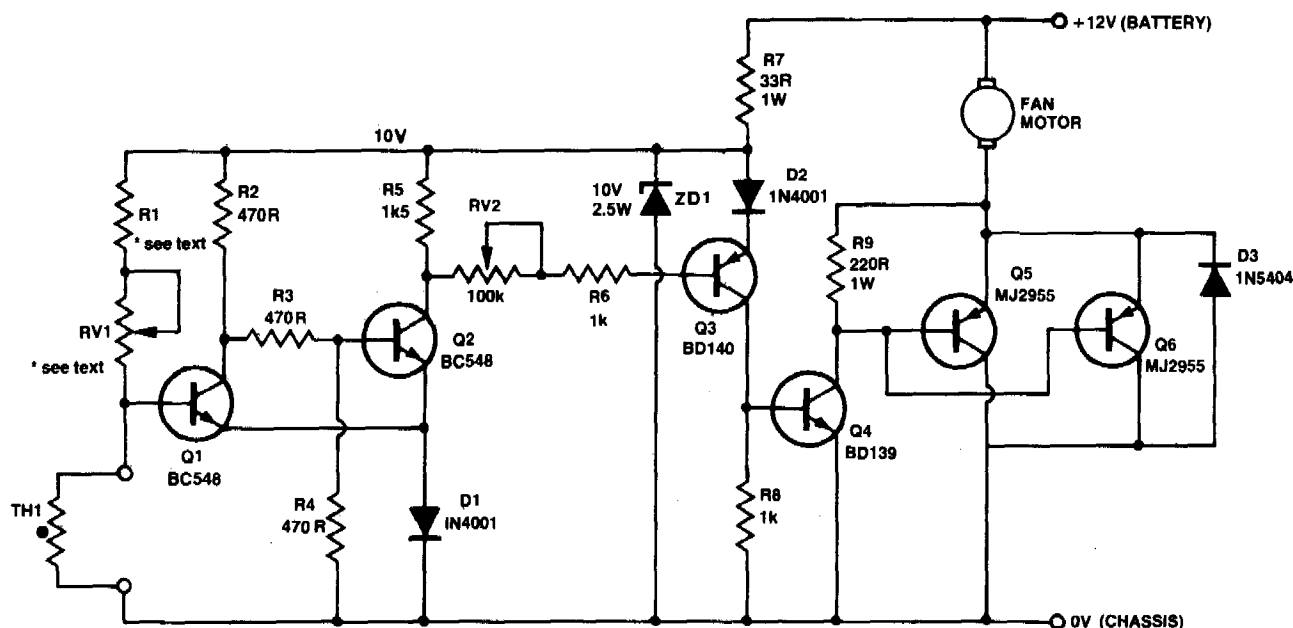 +12V (BATTERY)
R7
33R
1W
FAN
MOTOR
10V
R1
* see text
R2
470R
R5
1k5
RV2
100k
10V
2.5W
ZD1
D2
1N4001
R9
220R
1W
Q5
MJ2955
D3
1N5404
RV1
* see text
R3
470R
Q2
BC548
R6
1k
Q3
BD140
Q6
MJ2955
Q1
BC548
Q4
BD139
TH1
R4
470R
D1
IN4001
R8
1k
0V (CHASSIS)